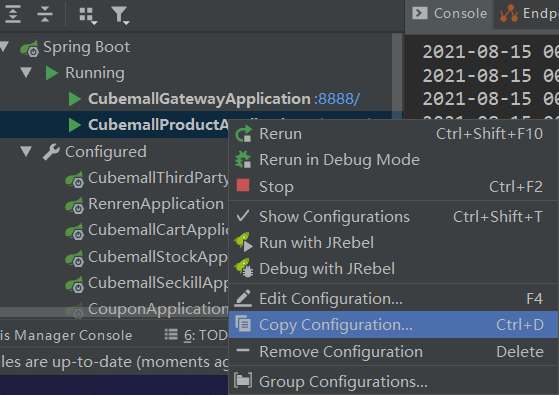 Console
Endp
Spring Boot
2021-08-15 00
Running
2021-08-15 00
CubemallGatewayApplication :8888/
2021-08-15 00
CubemallProductA
Rerun Ctrl+Shift+F10
Configured
Rerun in Debug Mode
CubemallThirdParty
Stop Ctrl+F2
RenrenApplication
Show Configurations Ctrl+Shift+T
CubemallCartApplic
Run with JRebel
CubemallStockApp
Debug with JRebel
CubemallSeckillApp
Edit Configuration... F4
CouponApplication
Copy Configuration... Ctrl+D
is Manager Console 6: TOD
Remove Configuration Delete
les are up-to-date (moments ag
Group Configurations...